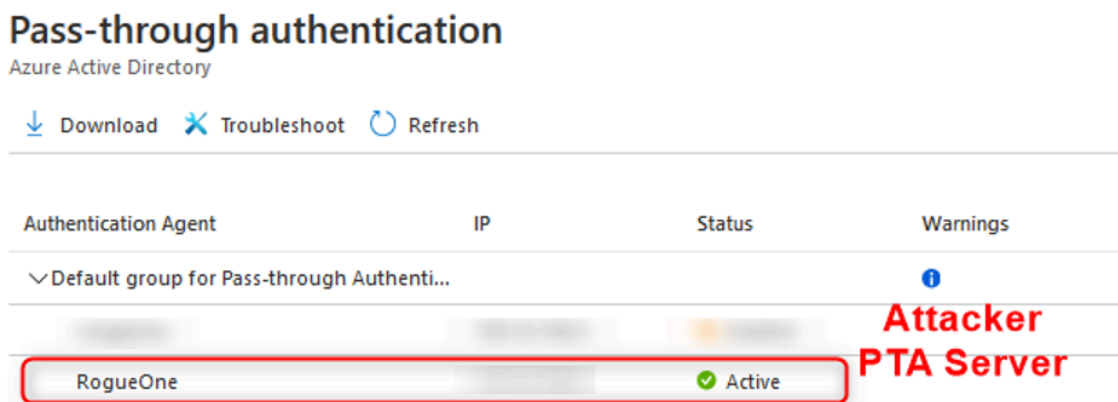 Pass-through authentication
Azure Active Directory
Download Troubleshoot Refresh
Authentication Agent IP Status Warnings
Default group for Pass-through Authenti...
Attacker
PTA Server
RogueOne Active